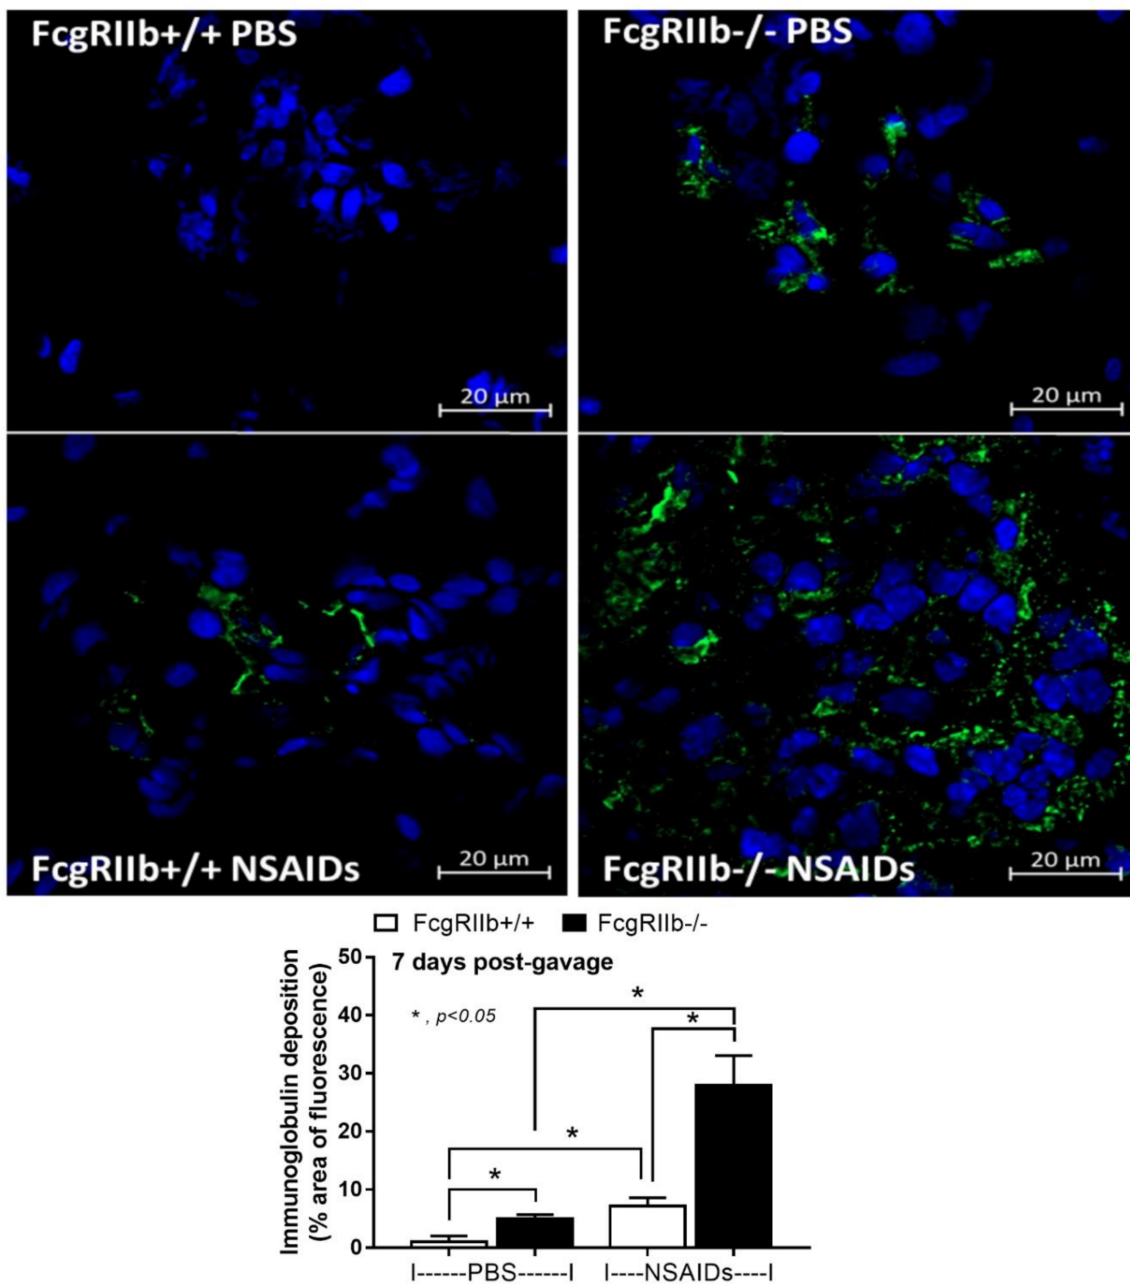 FcgRIIb+/+ PBS
FcgRIIb-/- PBS
20 µm
20 µm
FcgRIIb+/+ NSAIDs
20 µm
FcgRIIb-/- NSAIDs
20 µm
FcgRIIb+/+
FcgRIIb-/-
Immunoglobulin deposition
(% area of fluorescence)
50
40
30
20
10
0
7 days post-gavage
* , p<0.05
*
*
*
*
I------PBS------I
I----NSAIDs----I